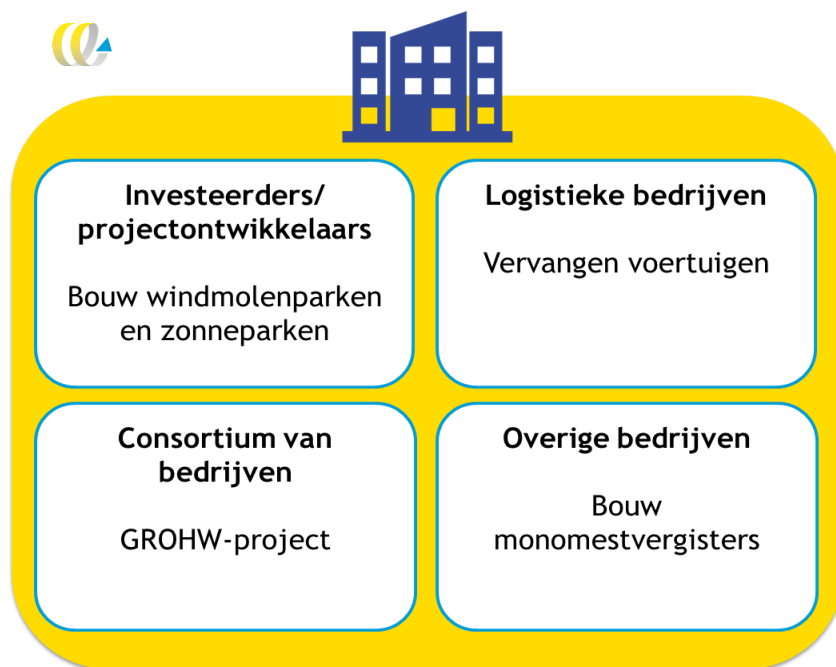 Investeerders/
projectontwikkelaars
Bouw windmolenparken
en zonneparken
Logistieke bedrijven
Vervangen voertuigen
Consortium van
bedrijven
GROHW-project
Overige bedrijven
Bouw
monomestvergisters